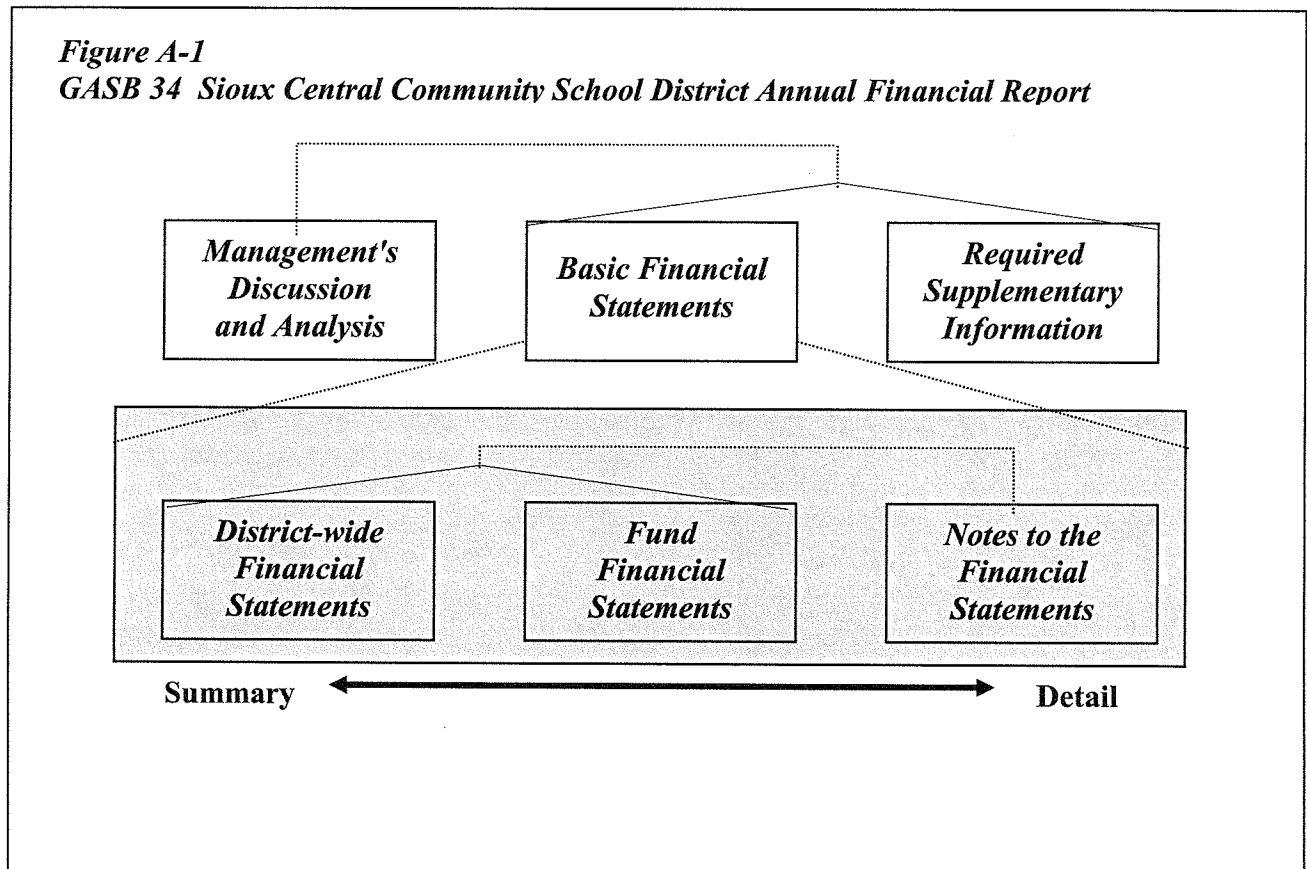 Figure A-1
GASB 34 Sioux Central Community School District Annual Financial Report
Management's
Discussion
and Analysis
Basic Financial
Statements
Required
Supplementary
Information
District-wide
Financial
Statements
Fund
Financial
Statements
Notes to the
Financial
Statements
Summary
Detail